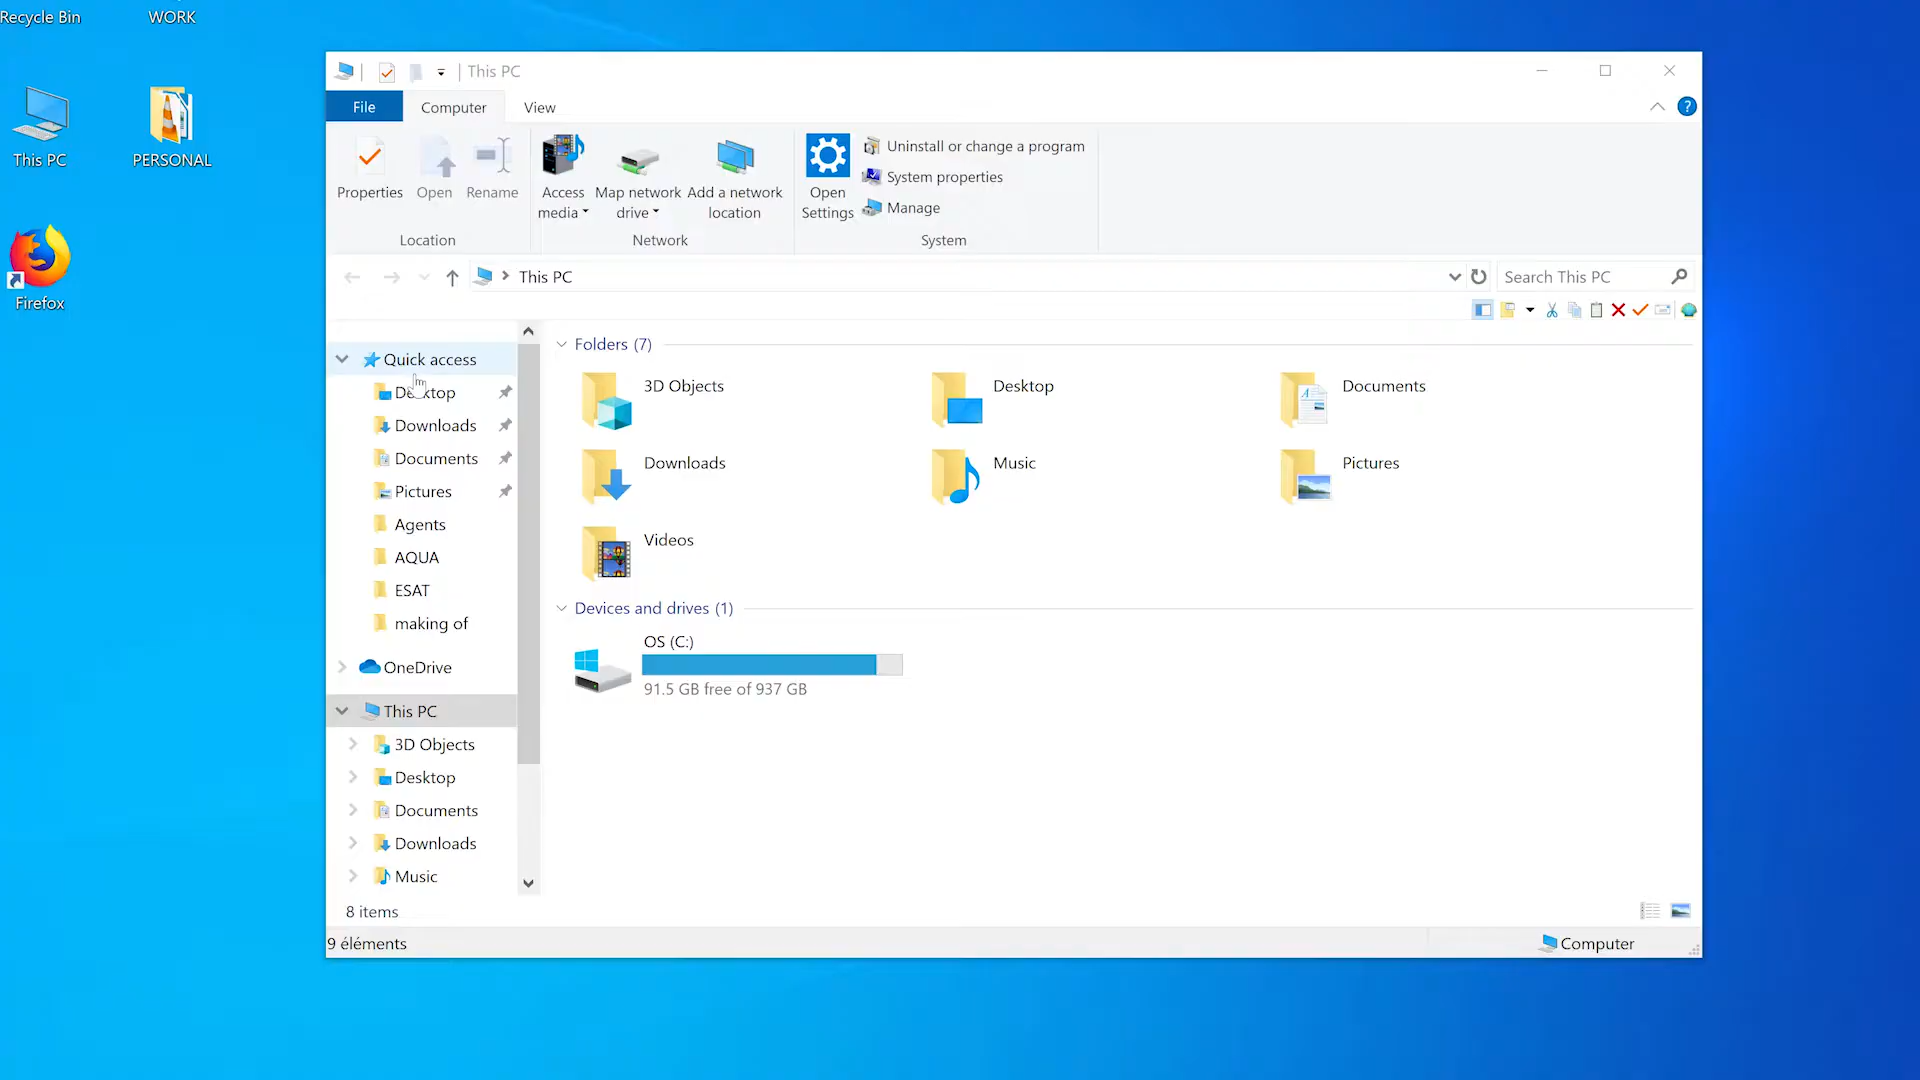 Recycle Bin
WORK
This PC
PERSONAL
Firefox
This PC
File
Computer
View
Properties
Open
Rename
Access media
Map network drive
Add a network location
Open Settings
Uninstall or change a program
System properties
Manage
Location
Network
System
This PC
Search This PC
Quick access
Desktop
Downloads
Documents
Pictures
Agents
AQUA
ESAT
making of
OneDrive
This PC
3D Objects
Desktop
Documents
Downloads
Music
Folders (7)
3D Objects
Desktop
Documents
Downloads
Music
Pictures
Videos
Devices and drives (1)
OS (C:)
91.5 GB free of 937 GB
8 items
9 éléments
Computer